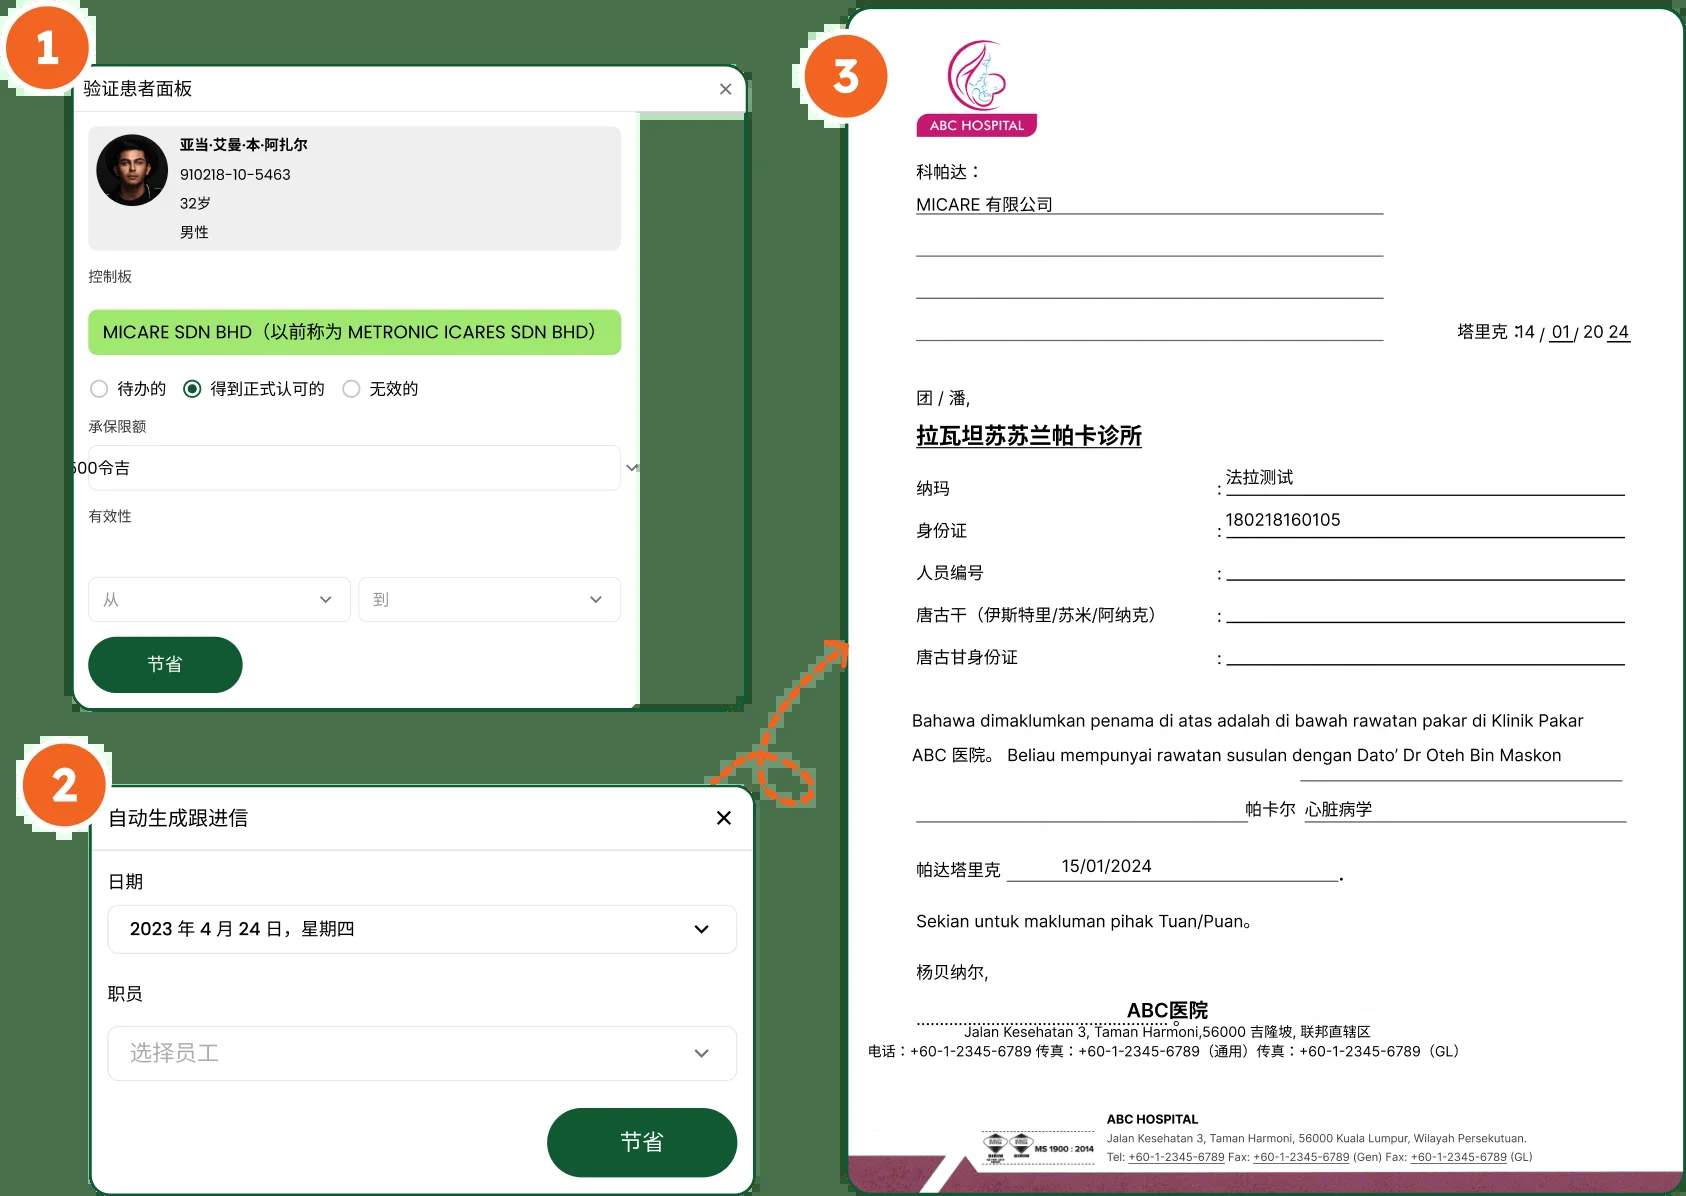 1
验证患者面板
亚当·艾曼·本·阿扎尔
910218-10-5463
32岁
男性
控制板
MICARE SDN BHD（以前称为 METRONIC ICARES SDN BHD）
待办的 得到正式认可的 无效的
承保限额
500令吉
有效性
从 到
节省
2
自动生成跟进信
日期
2023 年 4 月 24 日，星期四
职员
选择员工
节省
3
ABC HOSPITAL
科帕达：
MICARE 有限公司
塔里克 :14 / 01 / 20 24
团 / 潘,
拉瓦坦苏苏兰帕卡诊所
纳玛 : 法拉测试
身份证 : 180218160105
人员编号 :
唐古干（伊斯特里/苏米/阿纳克） :
唐古甘身份证 :
Bahawa dimaklumkan penama di atas adalah di bawah rawatan pakar di Klinik Pakar
ABC 医院。 Beliau mempunyai rawatan susulan dengan Dato’ Dr Oteh Bin Maskon
帕卡尔 心脏病学
帕达塔里克 15/01/2024 .
Sekian untuk makluman pihak Tuan/Puan。
杨贝纳尔,
ABC医院
Jalan Kesehatan 3, Taman Harmoni,56000 吉隆坡, 联邦直辖区
电话：+60-1-2345-6789 传真：+60-1-2345-6789（通用）传真：+60-1-2345-6789（GL）
MS 1900 : 2014
ABC HOSPITAL
Jalan Kesehatan 3, Taman Harmoni, 56000 Kuala Lumpur, Wilayah Persekutuan.
Tel: +60-1-2345-6789 Fax: +60-1-2345-6789 (Gen) Fax: +60-1-2345-6789 (GL)